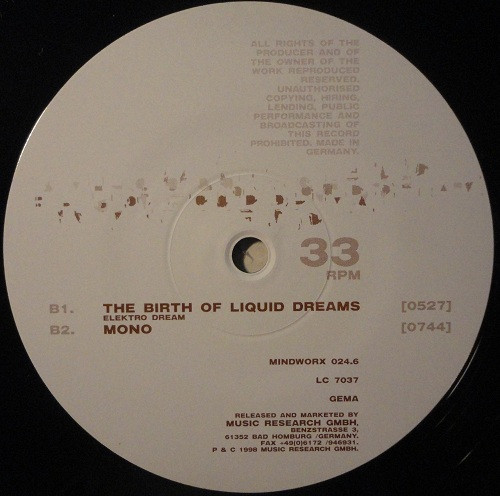 ALL RIGHTS OF THE
PRODUCER AND OF
THE OWNER OF THE
WORK REPRODUCED
RESERVED.
UNAUTHORISED
COPYING, HIRING,
LENDING, PUBLIC
PERFORMANCE AND
BROADCASTING OF
THIS RECORD
PROHIBITED. MADE IN
GERMANY.
33
RPM
B1. THE BIRTH OF LIQUID DREAMS [0527]
ELEKTRO DREAM
B2. MONO [0744]
MINDWORX 024.6
LC 7037
GEMA
RELEASED AND MARKETED BY
MUSIC RESEARCH GMBH,
BENZSTRASSE 3,
61352 BAD HOMBURG /GERMANY.
FAX +49(0)6172 /946931.
P & C 1998 MUSIC RESEARCH GMBH.